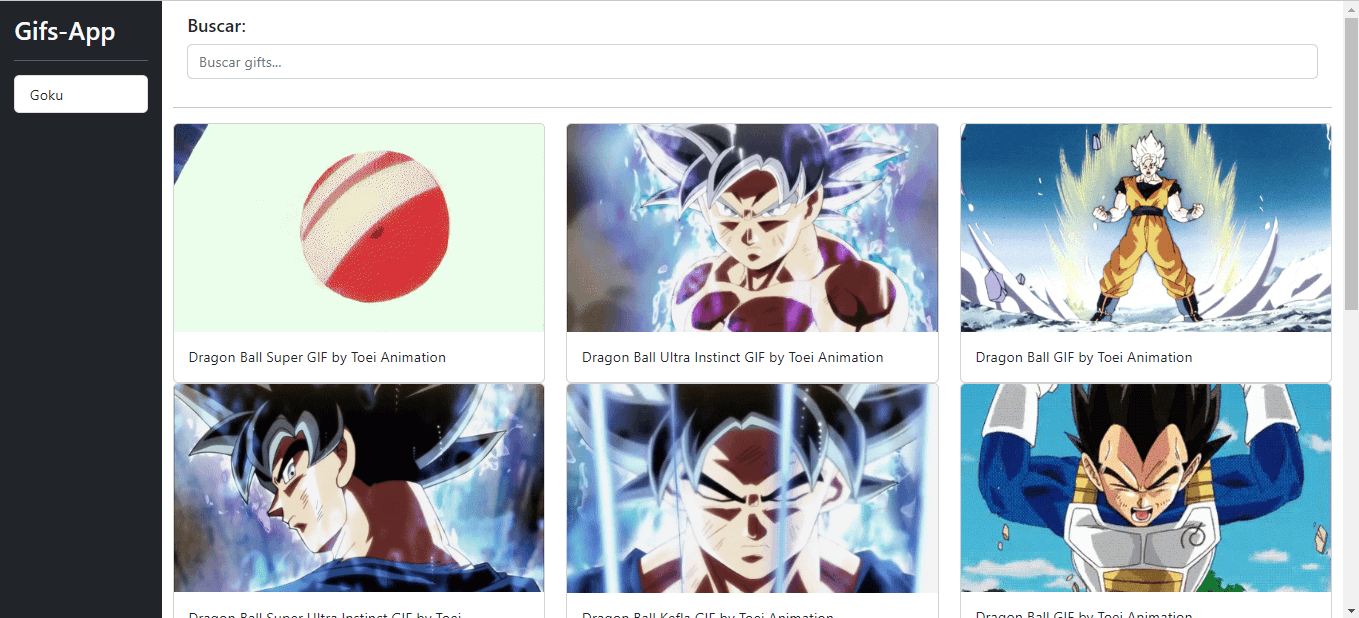 Gifs-App
Goku
Buscar:
Buscar gifts...
Dragon Ball Super GIF by Toei Animation
Dragon Ball Ultra Instinct GIF by Toei Animation
Dragon Ball GIF by Toei Animation
Dragon Ball Super Ultra Instinct GIF by Toei
Dragon Ball Kefla GIF by Toei Animation
Dragon Ball GIF by Toei Animation